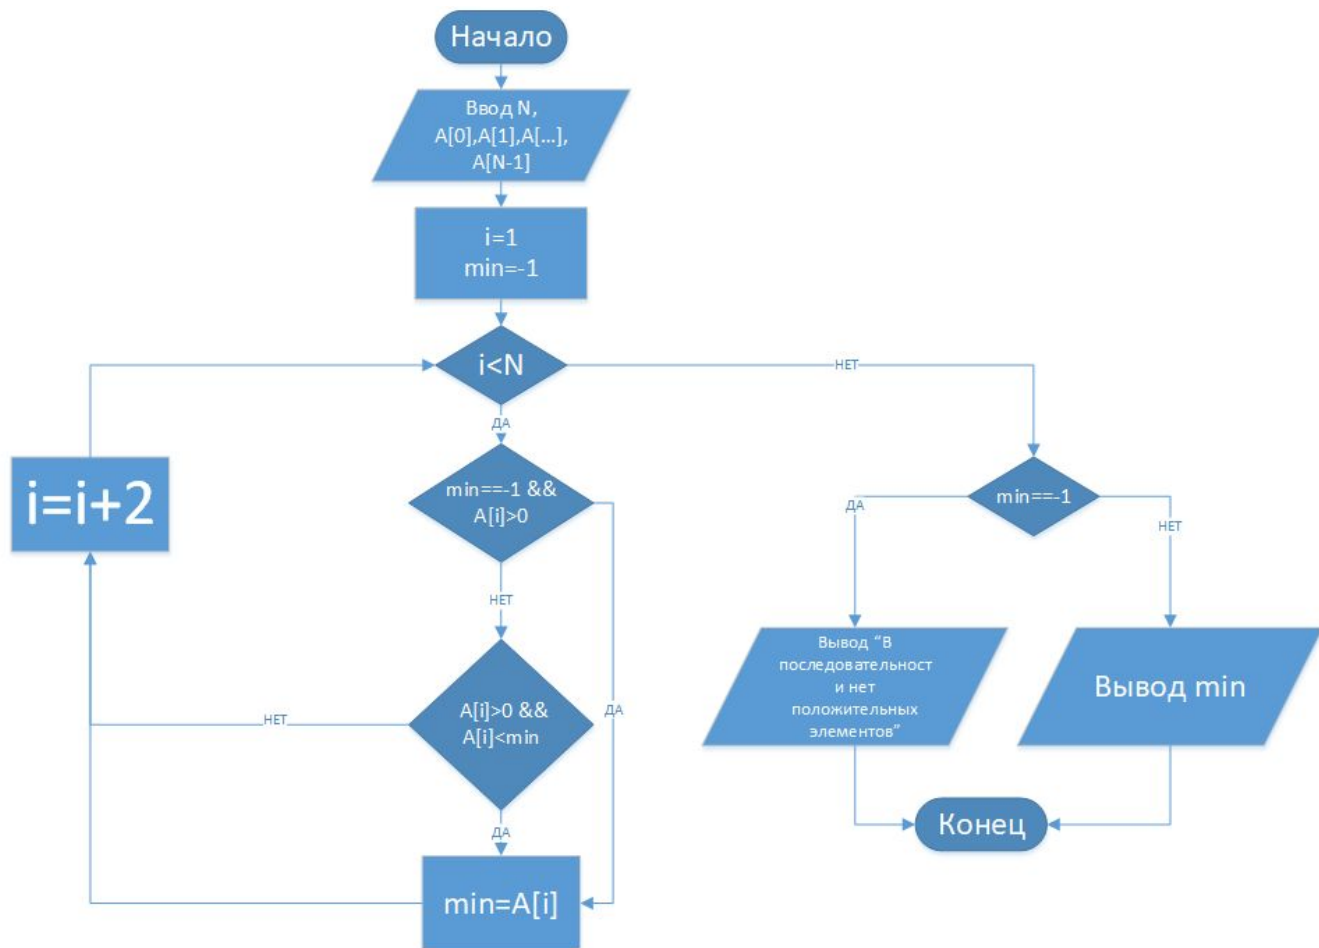 Начало
Ввод N,
A[0],A[1],A[...],
A[N-1]
i=1
min=-1
i<N
НЕТ
ДА
i=i+2
min==-1 &&
A[i]>0
min==-1
ДА
НЕТ
НЕТ
Вывод “В
последовательност
и нет
положительных
элементов”
Вывод min
A[i]>0 &&
A[i]<min
НЕТ
ДА
ДА
Конец
min=A[i]